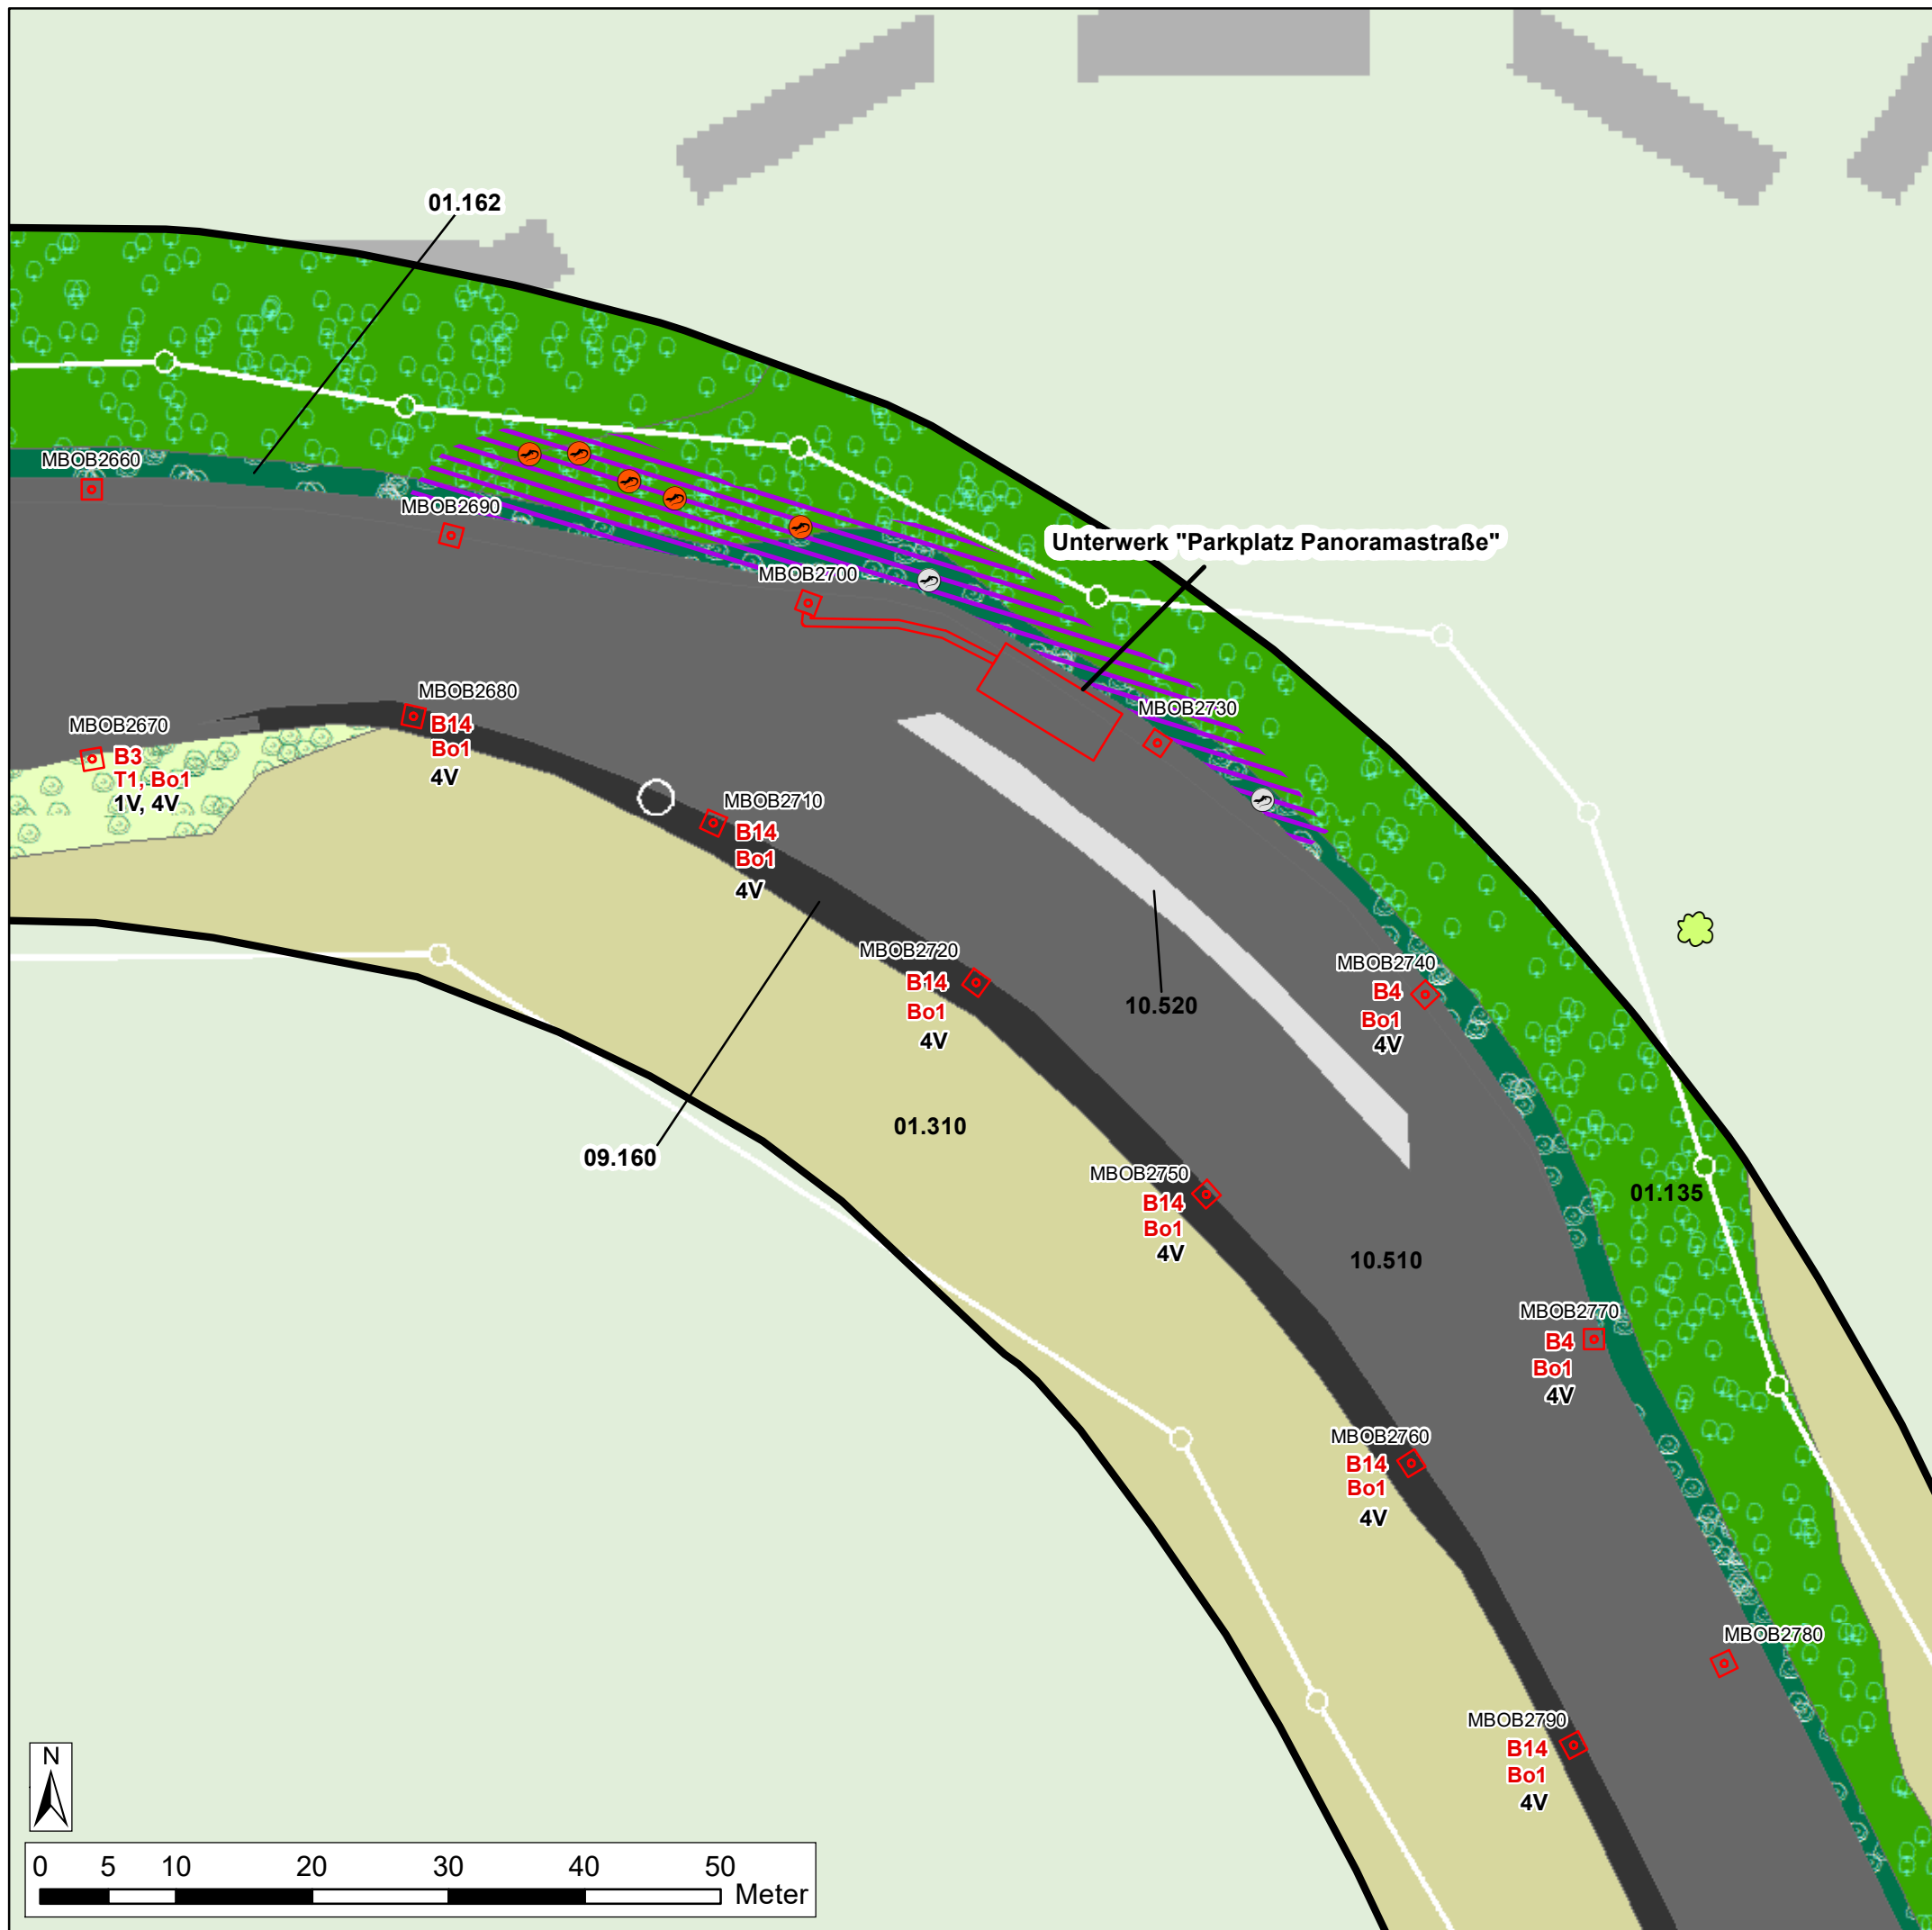 01.162
MBOB2660
MBOB2690
Unterwerk "Parkplatz Panoramastraße"
MBOB2700
MBOB2680
B14
Bo1
4V
MBOB2730
MBOB2670
B3
T1, Bo1
1V, 4V
MBOB2710
B14
Bo1
4V
MBOB2720
B14
Bo1
4V
10.520
MBOB2740
B4
Bo1
4V
01.310
09.160
MBOB2750
B14
Bo1
4V
01.135
10.510
MBOB2770
B4
Bo1
4V
MBOB2760
B14
Bo1
4V
MBOB2780
MBOB2790
B14
Bo1
4V
N
0 5 10 20 30 40 50
Meter